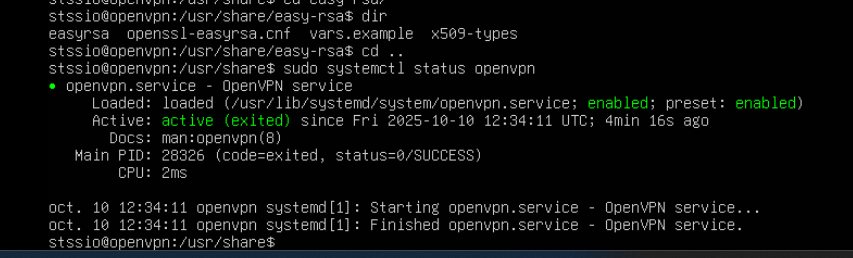 stssio@openvpn:/usr/share$ cd easy-rsa/
stssio@openvpn:/usr/share/easy-rsa$ dir
easyrsa  openssl-easyrsa.cnf  vars.example  x509-types
stssio@openvpn:/usr/share/easy-rsa$ cd ..
stssio@openvpn:/usr/share$ sudo systemctl status openvpn
● openvpn.service - OpenVPN service
Loaded: loaded (/usr/lib/systemd/system/openvpn.service; enabled; preset: enabled)
Active: active (exited) since Fri 2025-10-10 12:34:11 UTC; 4min 16s ago
Docs: man:openvpn(8)
Main PID: 28326 (code=exited, status=0/SUCCESS)
CPU: 2ms
oct. 10 12:34:11 openvpn systemd[1]: Starting openvpn.service - OpenVPN service...
oct. 10 12:34:11 openvpn systemd[1]: Finished openvpn.service - OpenVPN service.
stssio@openvpn:/usr/share$